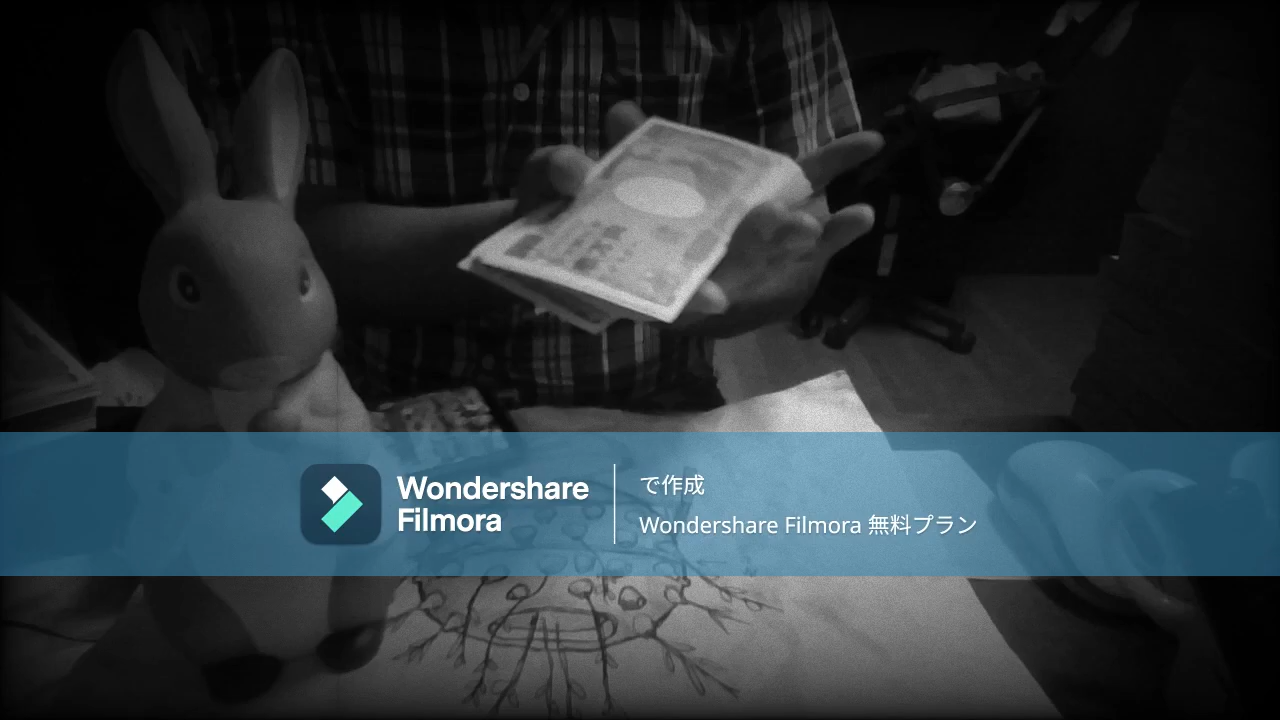 Wondershare
Filmora
で作成
Wondershare Filmora 無料プラン